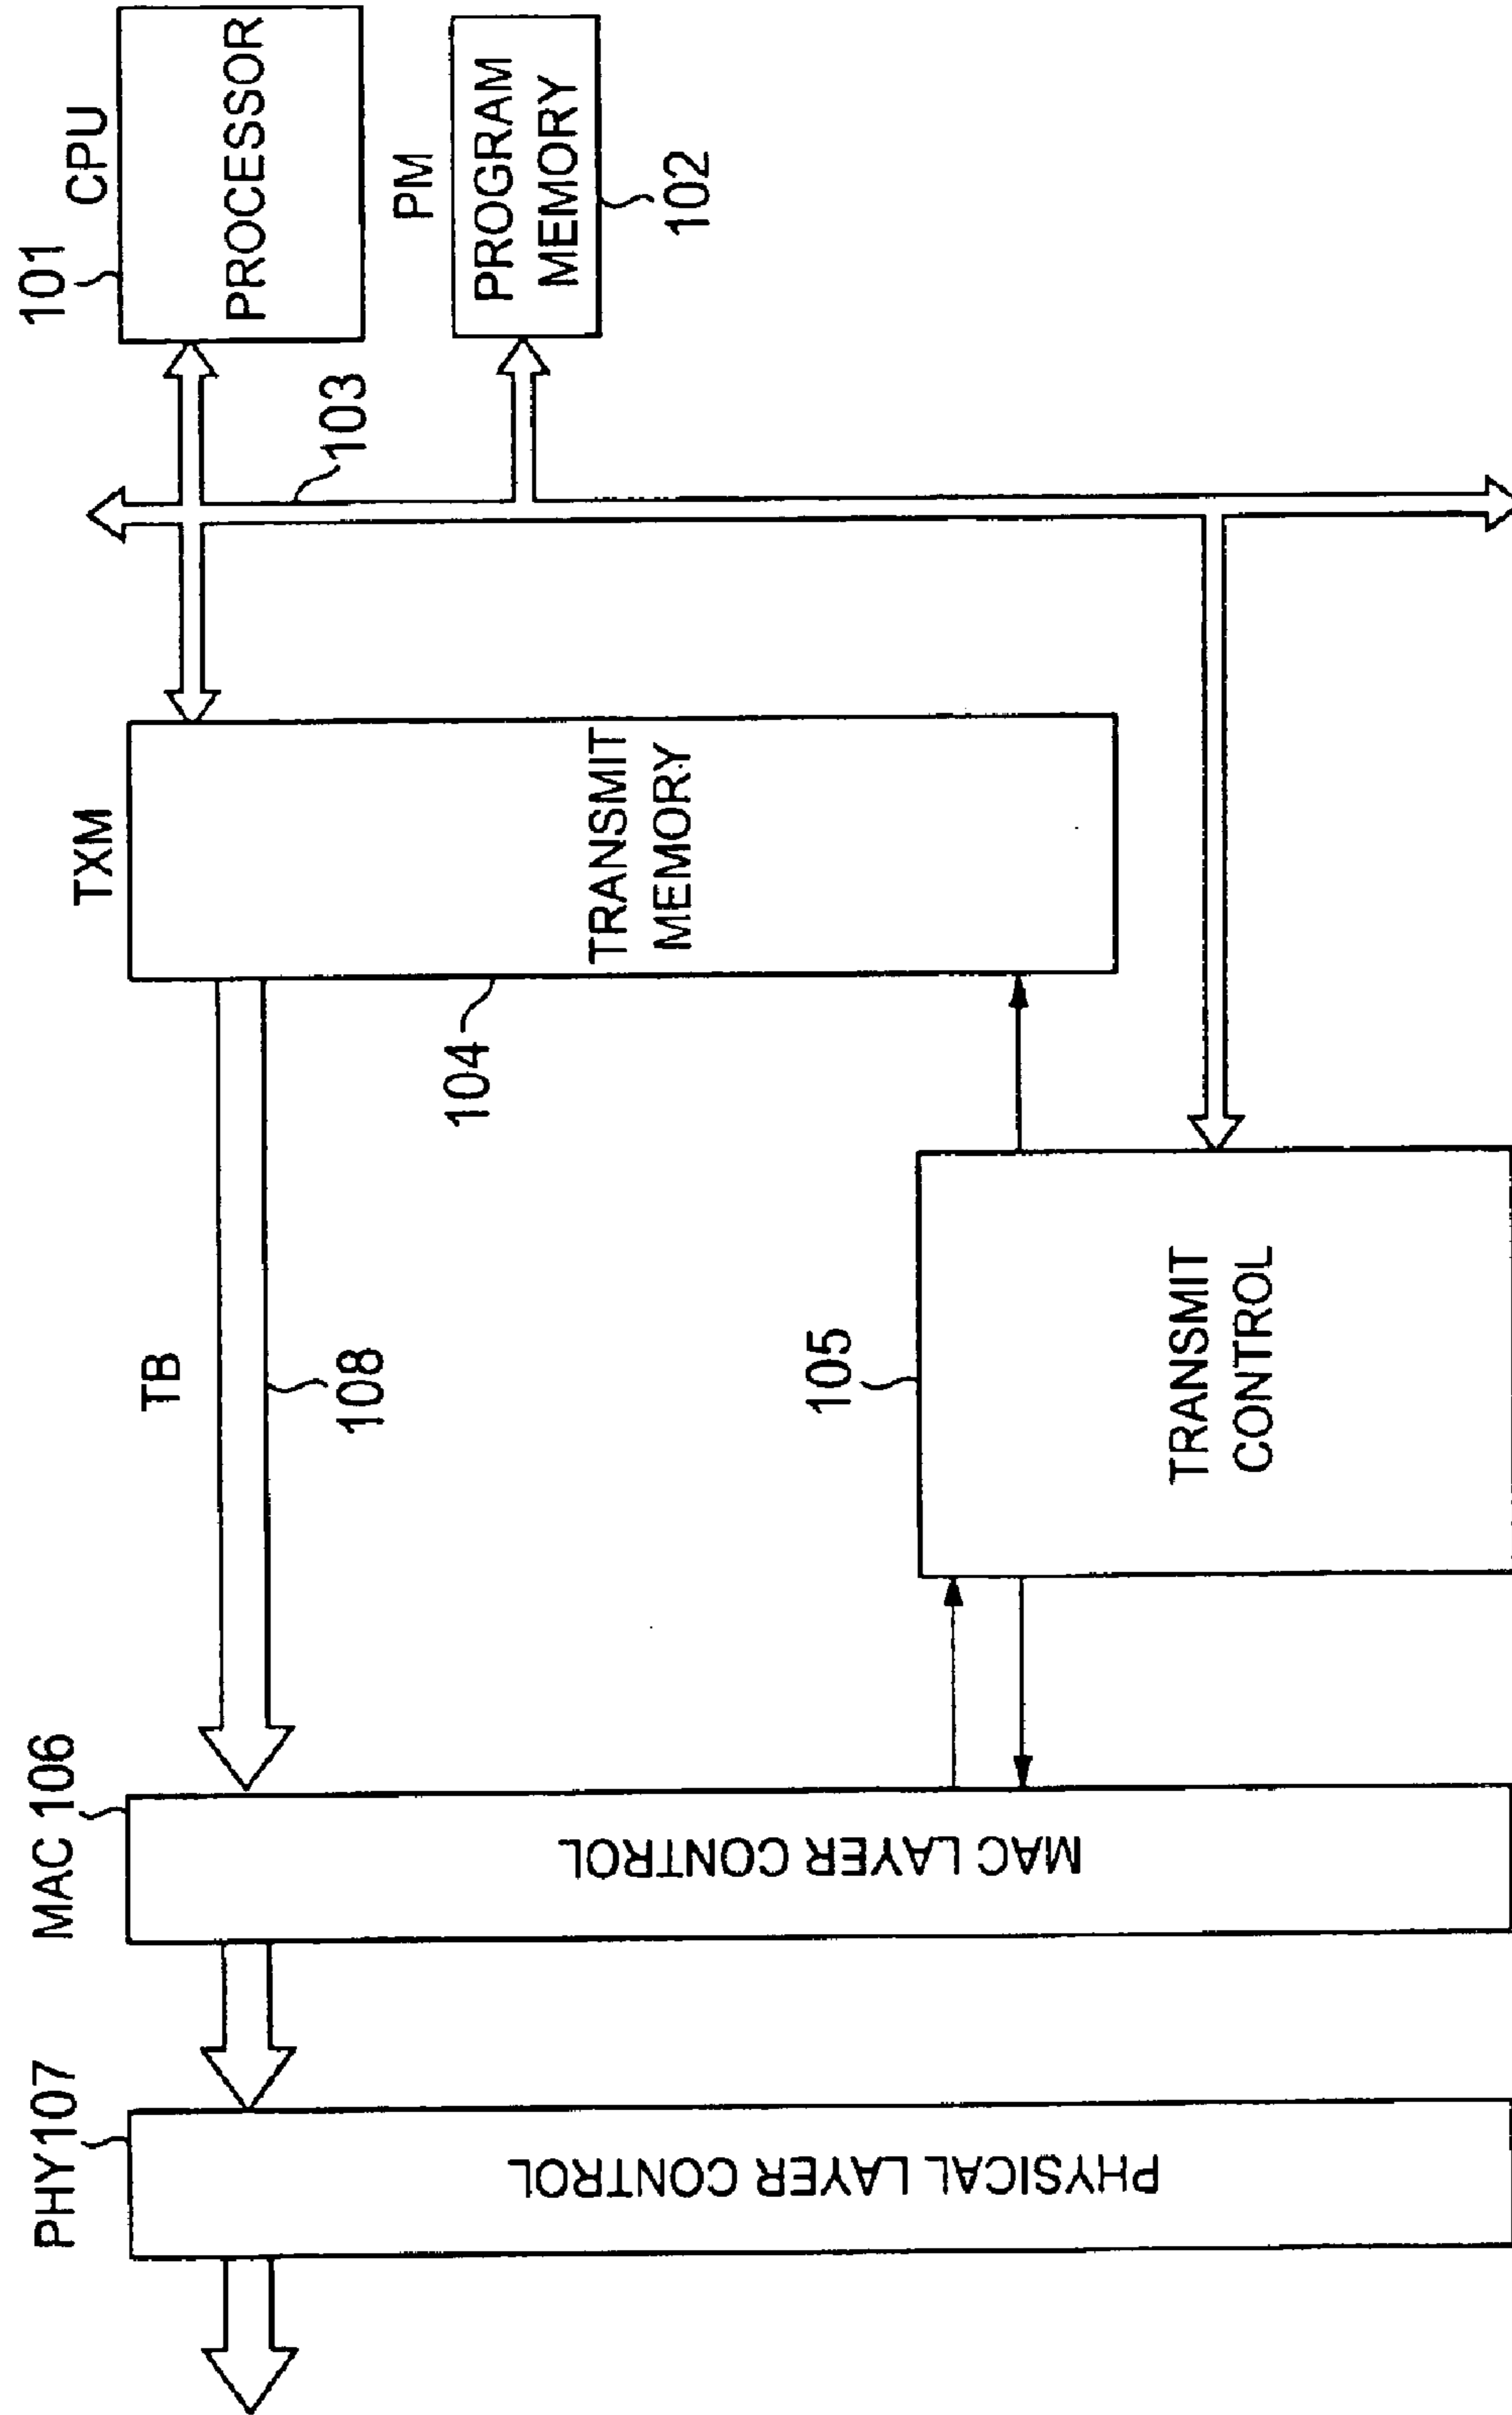 101
CPU
PROCESSOR
PM
PROGRAM
MEMORY
102
103
TXM
TRANSMIT
MEMORY
104
TB
108
105
TRANSMIT
CONTROL
MAC 106
MAC LAYER CONTROL
PHY107
PHYSICAL LAYER CONTROL